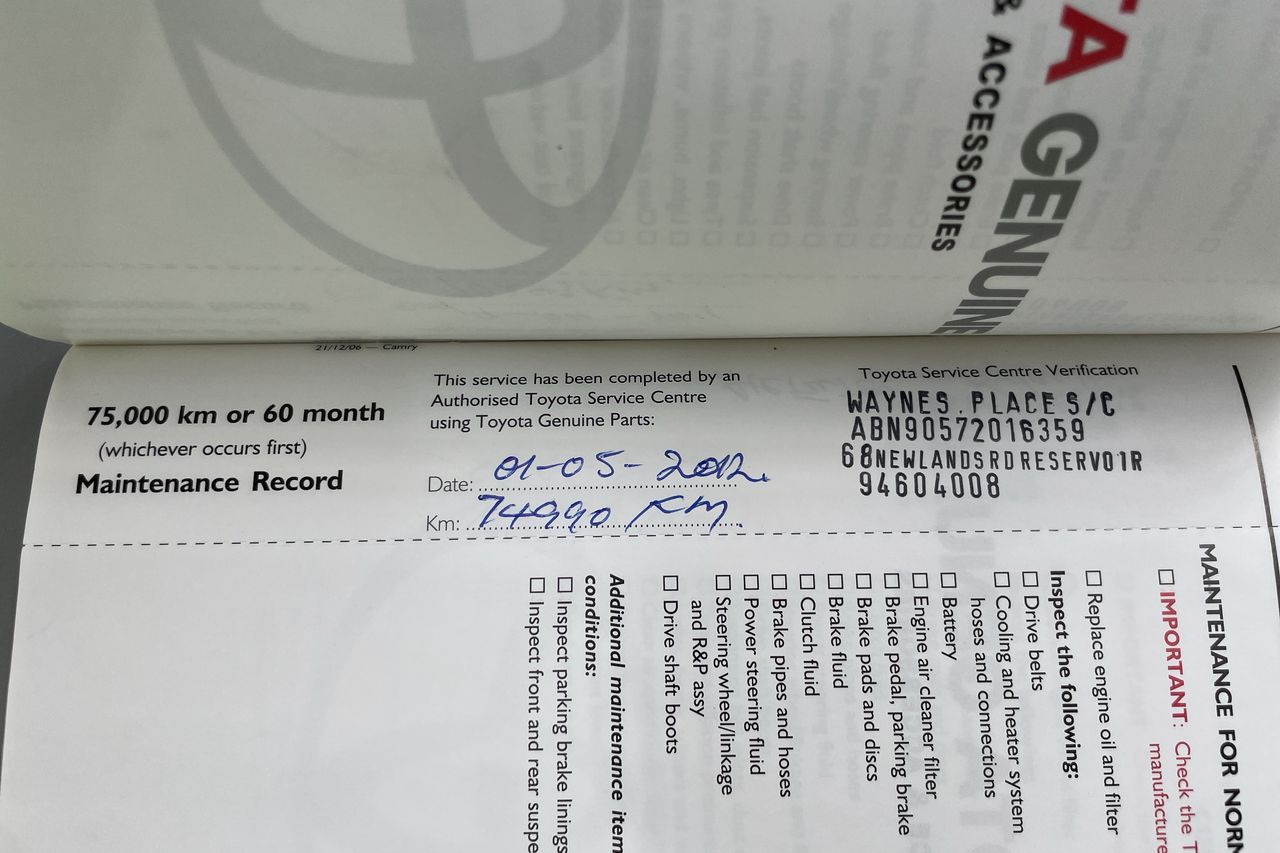 TA GENUINE
& ACCESSORIES
21/12/06 — Camry
75,000 km or 60 month
(whichever occurs first)
Maintenance Record
This service has been completed by an
Authorised Toyota Service Centre
using Toyota Genuine Parts:
Date: 01-05-2012.
Km: 74990 KM.
Toyota Service Centre Verification
WAYNES.PLACE S/C
ABN90572016359
68NEWLANDSRDRESERVO1R
94604008
MAINTENANCE FOR NORM
☐ IMPORTANT: Check the T
manufacture
☐ Replace engine oil and filter
Inspect the following:
☐ Drive belts
☐ Cooling and heater system
hoses and connections
☐ Battery
☐ Engine air cleaner filter
☐ Brake pedal, parking brake
☐ Brake pads and discs
☐ Brake fluid
☐ Clutch fluid
☐ Brake pipes and hoses
☐ Power steering fluid
☐ Steering wheel/linkage
and R&P assy
☐ Drive shaft boots
Additional maintenance item
conditions:
☐ Inspect parking brake linings
☐ Inspect front and rear suspe